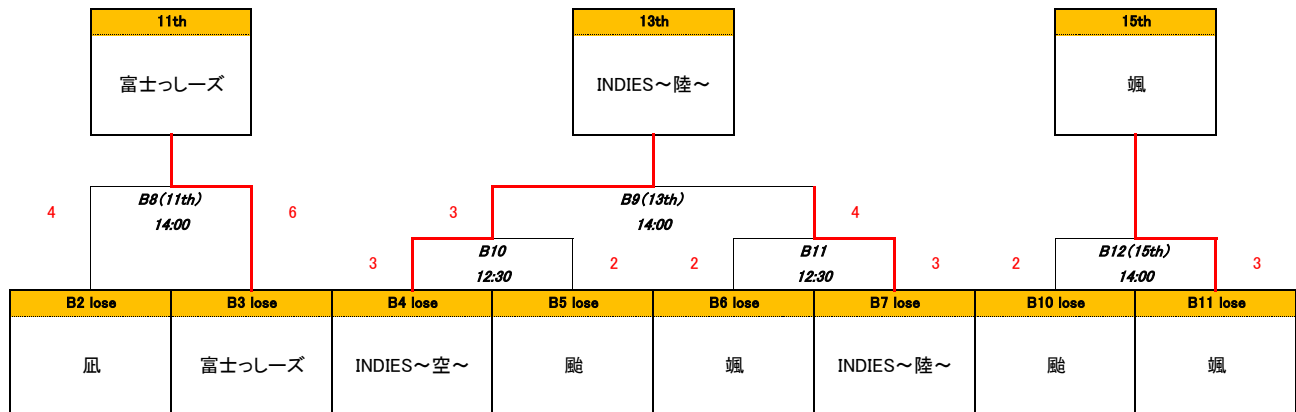 11th
13th
15th
富士っしーズ
INDIES～陸～
颯
B8(11th)
14:00
4
6
B9(13th)
14:00
3
4
B10
12:30
3
2
B11
12:30
2
3
B12(15th)
14:00
2
3
B2 lose
B3 lose
B4 lose
B5 lose
B6 lose
B7 lose
B10 lose
B11 lose
凪
富士っしーズ
INDIES～空～
颱
颯
INDIES～陸～
颱
颯